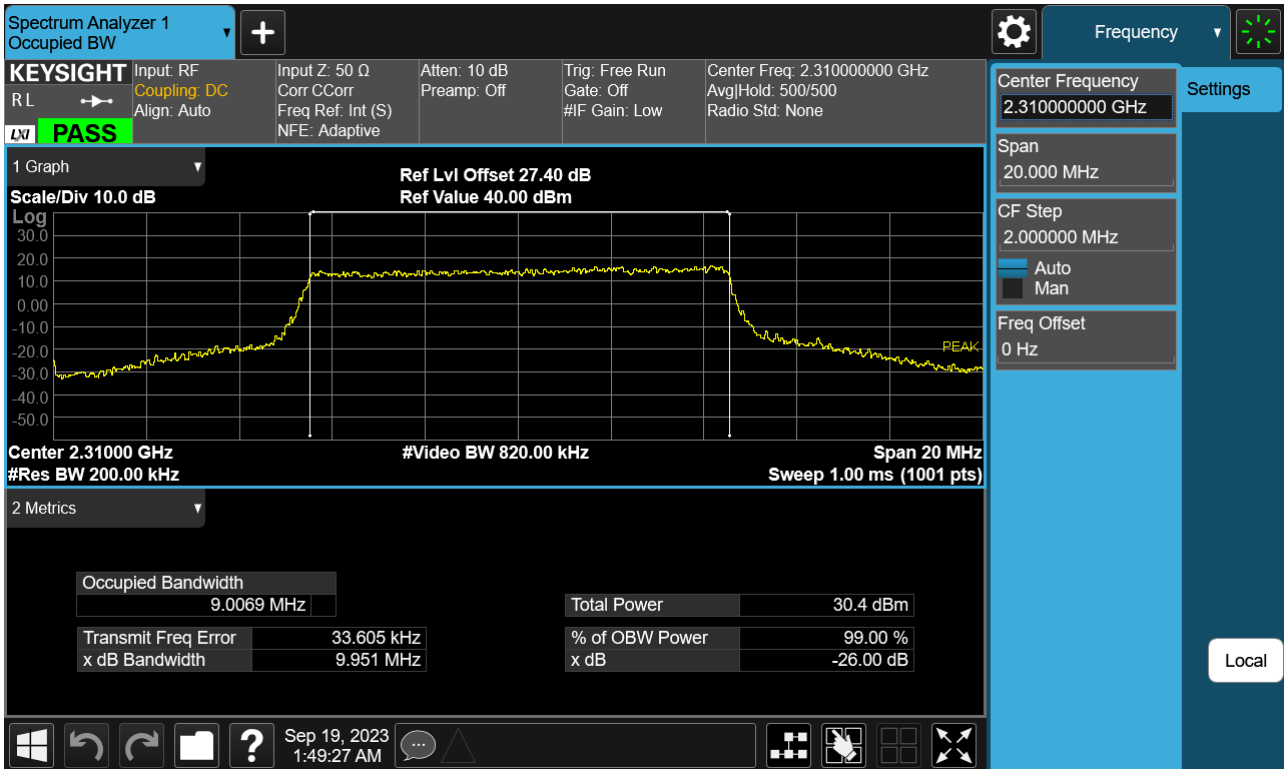 Spectrum Analyzer 1
Occupied BW
+
Frequency
KEYSIGHT
R L
LXI
PASS
Input: RF
Coupling: DC
Align: Auto
Input Z: 50 Ω
Corr CCorr
Freq Ref: Int (S)
NFE: Adaptive
Atten: 10 dB
Preamp: Off
Trig: Free Run
Gate: Off
#IF Gain: Low
Center Freq: 2.310000000 GHz
Avg|Hold: 500/500
Radio Std: None
Center Frequency
2.310000000 GHz
Settings
Span
20.000 MHz
CF Step
2.000000 MHz
Auto
Man
Freq Offset
0 Hz
Local
1 Graph
Scale/Div 10.0 dB
Ref Lvl Offset 27.40 dB
Ref Value 40.00 dBm
Log
30.0
20.0
10.0
0.00
-10.0
-20.0
-30.0
-40.0
-50.0
PEAK
Center 2.31000 GHz
#Video BW 820.00 kHz
Span 20 MHz
#Res BW 200.00 kHz
Sweep 1.00 ms (1001 pts)
2 Metrics
Occupied Bandwidth
9.0069 MHz
Total Power 30.4 dBm
Transmit Freq Error 33.605 kHz
% of OBW Power 99.00 %
x dB Bandwidth 9.951 MHz
x dB -26.00 dB
?
Sep 19, 2023
1:49:27 AM
...